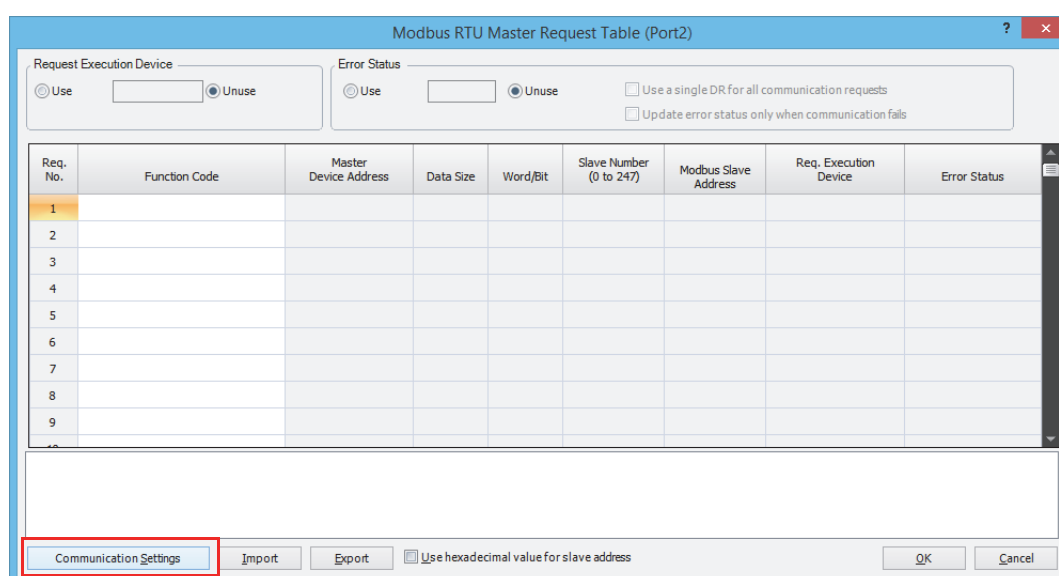 Modbus RTU Master Request Table (Port2)
?
Request Execution Device
Error Status
Use
Unuse
Use
Unuse
Use a single DR for all communication requests
Update error status only when communication fails
Req. No.
Function Code
Master Device Address
Data Size
Word/Bit
Slave Number (0 to 247)
Modbus Slave Address
Req. Execution Device
Error Status
1
2
3
4
5
6
7
8
9
Communication Settings
Import
Export
Use hexadecimal value for slave address
OK
Cancel